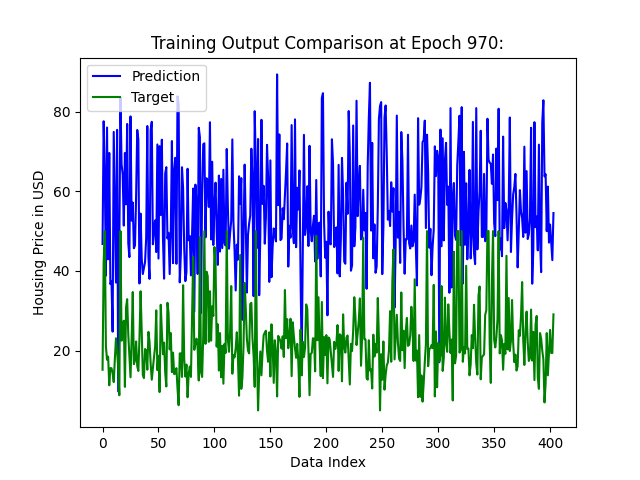 Training Output Comparison at Epoch 970:
Prediction
Target
Housing Price in USD
80
60
40
20
0 50 100 150 200 250 300 350 400
Data Index